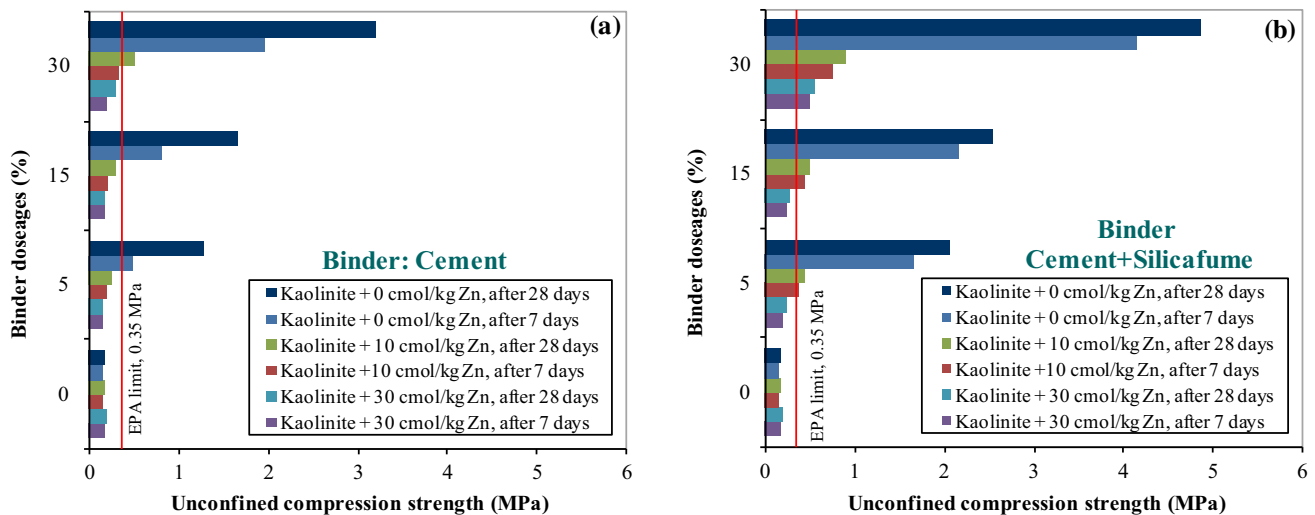 (a)
Binder doseages (%)
30
15
5
0
Binder: Cement
Kaolinite + 0 cmol/kg Zn, after 28 days
Kaolinite + 0 cmol/kg Zn, after 7 days
Kaolinite + 10 cmol/kg Zn, after 28 days
Kaolinite +10 cmol/kg Zn, after 7 days
Kaolinite + 30 cmol/kg Zn, after 28 days
Kaolinite + 30 cmol/kg Zn, after 7 days
EPA limit, 0.35 MPa
0 1 2 3 4 5 6
Unconfined compression strength (MPa)
(b)
Binder doseages (%)
30
15
5
0
Binder
Cement+Silicafume
Kaolinite + 0 cmol/kg Zn, after 28 days
Kaolinite + 0 cmol/kg Zn, after 7 days
Kaolinite + 10 cmol/kg Zn, after 28 days
Kaolinite +10 cmol/kg Zn, after 7 days
Kaolinite + 30 cmol/kg Zn, after 28 days
Kaolinite + 30 cmol/kg Zn, after 7 days
EPA limit, 0.35 MPa
0 1 2 3 4 5 6
Unconfined compression strength (MPa)